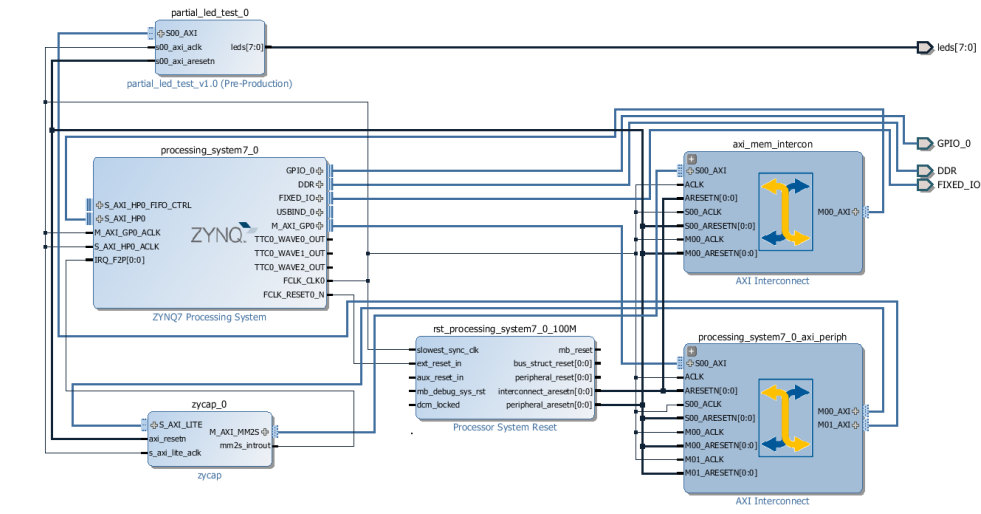 partial_led_test_0
S00_AXI
s00_axi_aclk
leds[7:0]
s00_axi_aresetn
partial_led_test_v1.0 (Pre-Production)
leds[7:0]
GPIO_0
DDR
FIXED_IO
processing_system7_0
GPIO_0
DDR
FIXED_IO
USBIND_0
M_AXI_GP0
TTC0_WAVE0_OUT
TTC0_WAVE1_OUT
TTC0_WAVE2_OUT
FCLK_CLK0
FCLK_RESET0_N
S_AXI_HP0_FIFO_CTRL
S_AXI_HP0
M_AXI_GP0_ACLK
S_AXI_HP0_ACLK
IRQ_F2P[0:0]
ZYNQ
ZYNQ7 Processing System
axi_mem_intercon
S00_AXI
ACLK
ARESETN[0:0]
S00_ACLK
S00_ARESETN[0:0]
M00_ACLK
M00_ARESETN[0:0]
M00_AXI
AXI Interconnect
rst_processing_system7_0_100M
slowest_sync_clk
ext_reset_in
aux_reset_in
mb_debug_sys_rst
dcm_locked
mb_reset
bus_struct_reset[0:0]
peripheral_reset[0:0]
interconnect_aresetn[0:0]
peripheral_aresetn[0:0]
Processor System Reset
processing_system7_0_axi_periph
S00_AXI
ACLK
ARESETN[0:0]
S00_ACLK
S00_ARESETN[0:0]
M00_ACLK
M00_ARESETN[0:0]
M01_ACLK
M01_ARESETN[0:0]
M00_AXI
M01_AXI
AXI Interconnect
zycap_0
S_AXI_LITE
axi_resetn
s_axi_lite_aclk
M_AXI_MM2S
mm2s_introut
zycap